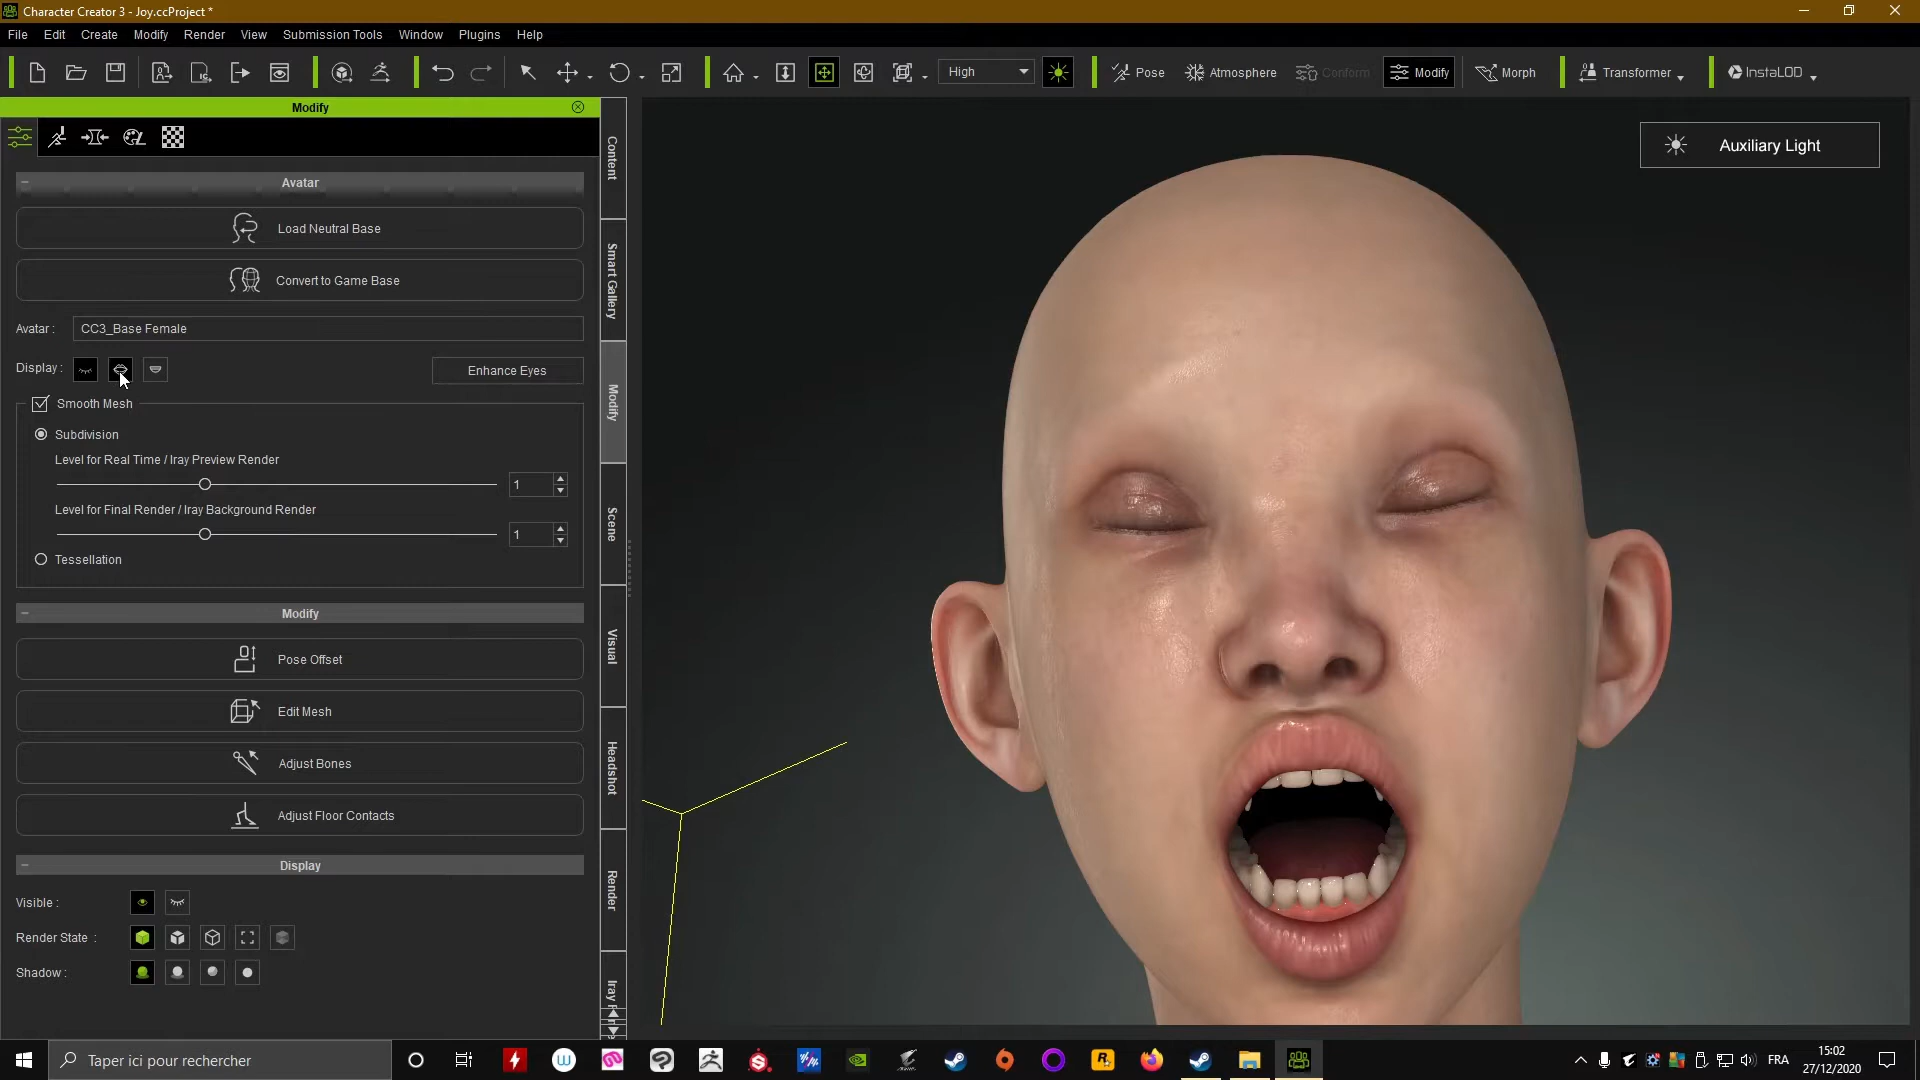 Character Creator 3 - Joy.ccProject *
File Edit Create Modify Render View Submission Tools Window Plugins Help
High Pose Atmosphere Conform Modify Morph Transformer InstaLOD
Modify
Avatar
Load Neutral Base
Convert to Game Base
Avatar : CC3_Base Female
Display : Enhance Eyes
Smooth Mesh
Subdivision
Level for Real Time / Iray Preview Render
1
Level for Final Render / Iray Background Render
1
Tessellation
Modify
Pose Offset
Edit Mesh
Adjust Bones
Adjust Floor Contacts
Display
Visible :
Render State :
Shadow :
Content
Smart Gallery
Modify
Scene
Visual
Headshot
Render
Auxiliary Light
Taper ici pour rechercher
FRA
15:02
27/12/2020